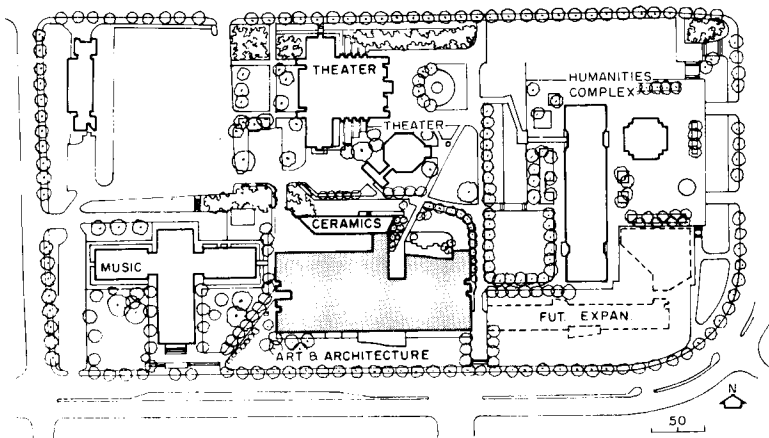 THEATER
HUMANITIES
COMPLEX
THEATER
CERAMICS
MUSIC
FUT. EXPAN.
ART & ARCHITECTURE
N
50